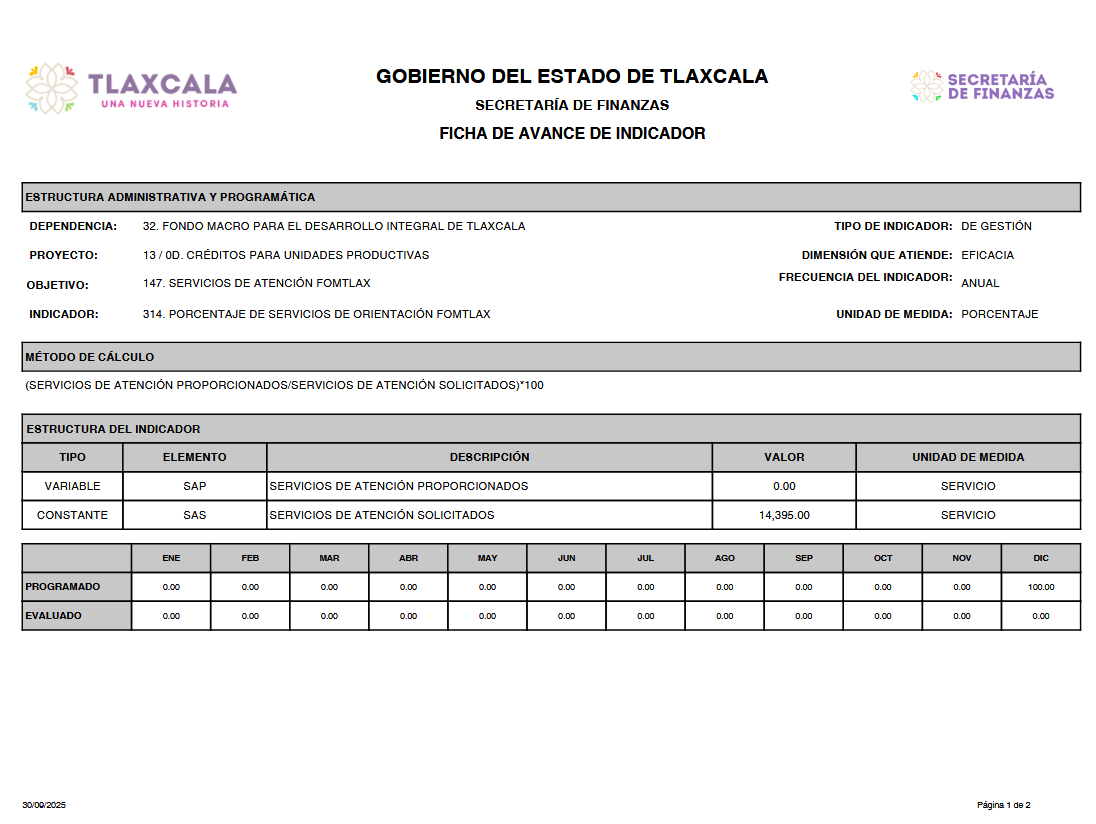 TLAXCALA
UNA NUEVA HISTORIA
GOBIERNO DEL ESTADO DE TLAXCALA
SECRETARÍA DE FINANZAS
FICHA DE AVANCE DE INDICADOR
SECRETARÍA
DE FINANZAS
ESTRUCTURA ADMINISTRATIVA Y PROGRAMÁTICA
DEPENDENCIA: 32. FONDO MACRO PARA EL DESARROLLO INTEGRAL DE TLAXCALA TIPO DE INDICADOR: DE GESTIÓN
PROYECTO: 13 / 0D. CRÉDITOS PARA UNIDADES PRODUCTIVAS DIMENSIÓN QUE ATIENDE: EFICACIA
OBJETIVO: 147. SERVICIOS DE ATENCIÓN FOMTLAX FRECUENCIA DEL INDICADOR: ANUAL
INDICADOR: 314. PORCENTAJE DE SERVICIOS DE ORIENTACIÓN FOMTLAX UNIDAD DE MEDIDA: PORCENTAJE
MÉTODO DE CÁLCULO
(SERVICIOS DE ATENCIÓN PROPORCIONADOS/SERVICIOS DE ATENCIÓN SOLICITADOS)*100
ESTRUCTURA DEL INDICADOR
TIPO ELEMENTO DESCRIPCIÓN VALOR UNIDAD DE MEDIDA
VARIABLE SAP SERVICIOS DE ATENCIÓN PROPORCIONADOS 0.00 SERVICIO
CONSTANTE SAS SERVICIOS DE ATENCIÓN SOLICITADOS 14,395.00 SERVICIO
ENE FEB MAR ABR MAY JUN JUL AGO SEP OCT NOV DIC
PROGRAMADO 0.00 0.00 0.00 0.00 0.00 0.00 0.00 0.00 0.00 0.00 0.00 100.00
EVALUADO 0.00 0.00 0.00 0.00 0.00 0.00 0.00 0.00 0.00 0.00 0.00 0.00
30/09/2025 Página 1 de 2